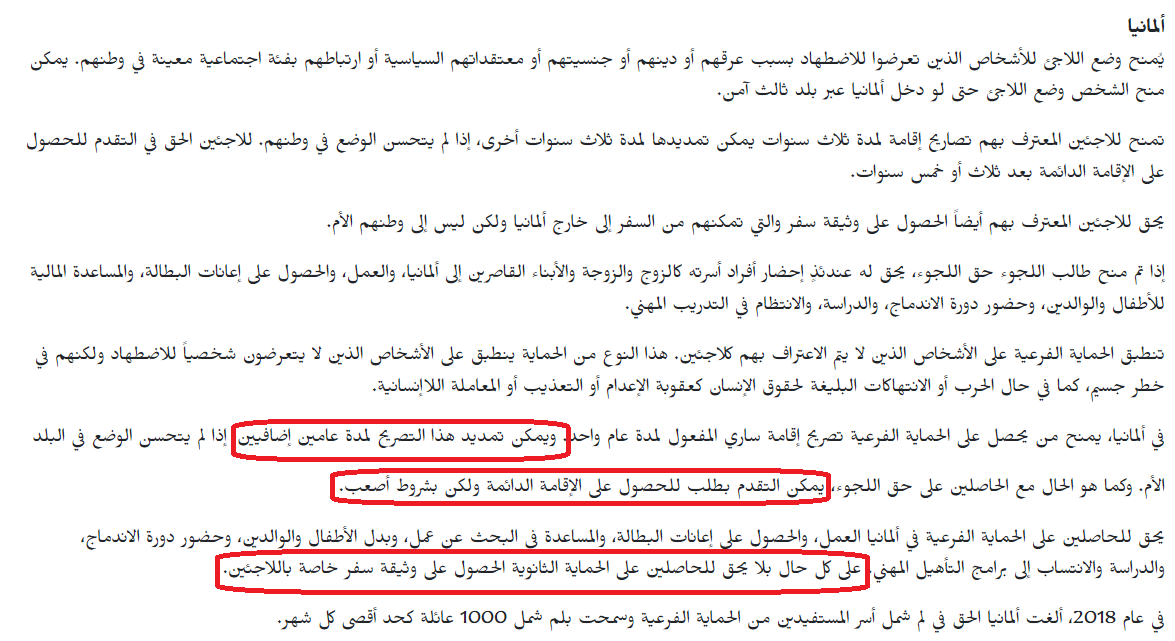 ألمانيا
يُمنح وضع اللاجئ للأشخاص الذين تعرضوا للاضطهاد بسبب عرقهم أو دينهم أو جنسيتهم أو معتقداتهم السياسية أو ارتباطهم بفئة اجتماعية معينة في وطنهم. يمكن
منح الشخص وضع اللاجئ حتى لو دخل ألمانيا عبر بلد ثالث آمن.
تمنح للاجئين المعترف بهم تصاريح إقامة لمدة ثلاث سنوات يمكن تمديدها لمدة ثلاث سنوات أخرى، إذا لم يتحسن الوضع في وطنهم. للاجئين الحق في التقدم للحصول
على الإقامة الدائمة بعد ثلاث أو خمس سنوات.
يحق للاجئين المعترف بهم أيضاً الحصول على وثيقة سفر والتي تمكنهم من السفر إلى خارج ألمانيا ولكن ليس إلى وطنهم الأم.
إذا تم منح طالب اللجوء حق اللجوء، يحق له عندئذٍ إحضار أفراد أسرته كالزوج والزوجة والأبناء القاصرين إلى ألمانيا، والعمل، والحصول على إعانات البطالة، والمساعدة المالية
للأطفال والوالدين، وحضور دورة الاندماج، والدراسة، والانتظام في التدريب المهني.
تنطبق الحماية الفرعية على الأشخاص الذين لا يتم الاعتراف بهم كلاجئين. هذا النوع من الحماية ينطبق على الأشخاص الذين لا يتعرضون شخصياً للاضطهاد ولكنهم في
خطر جسيم، كما في حال الحرب أو الانتهاكات البليغة لحقوق الإنسان كعقوبة الإعدام أو التعذيب أو المعاملة اللاإنسانية.
في ألمانيا، يمنح من يحصل على الحماية الفرعية تصريح إقامة ساري المفعول لمدة عام واحد. ويمكن تمديد هذا التصريح لمدة عامين إضافيين إذا لم يتحسن الوضع في البلد
الأم. وكما هو الحال مع الحاصلين على حق اللجوء، يمكن التقدم بطلب للحصول على الإقامة الدائمة ولكن بشروط أصعب.
يحق للحاصلين على الحماية الفرعية في ألمانيا العمل، والحصول على إعانات البطالة، والمساعدة في البحث عن عمل، وبدل الأطفال والوالدين، وحضور دورة الاندماج،
والدراسة والانتساب إلى برامج التأهيل المهني. على كل حال بلا يحق للحاصلين على الحماية الثانوية الحصول على وثيقة سفر خاصة باللاجئين.
في عام 2018، ألغت ألمانيا الحق في لم شمل أسر المستفيدين من الحماية الفرعية وسمحت بلم شمل 1000 عائلة كحد أقصى كل شهر.